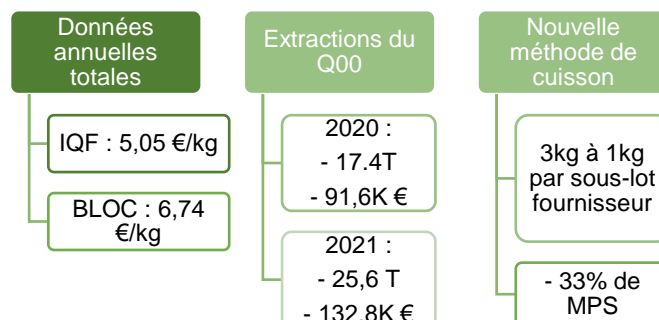 Données
annuelles
totales
IQF : 5,05 €/kg
BLOC : 6,74
€/kg
Extractions du
Q00
2020 :
- 17.4T
- 91,6K €
2021 :
- 25,6 T
- 132,8K €
Nouvelle
méthode de
cuisson
3kg à 1kg
par sous-lot
fournisseur
- 33% de
MPS